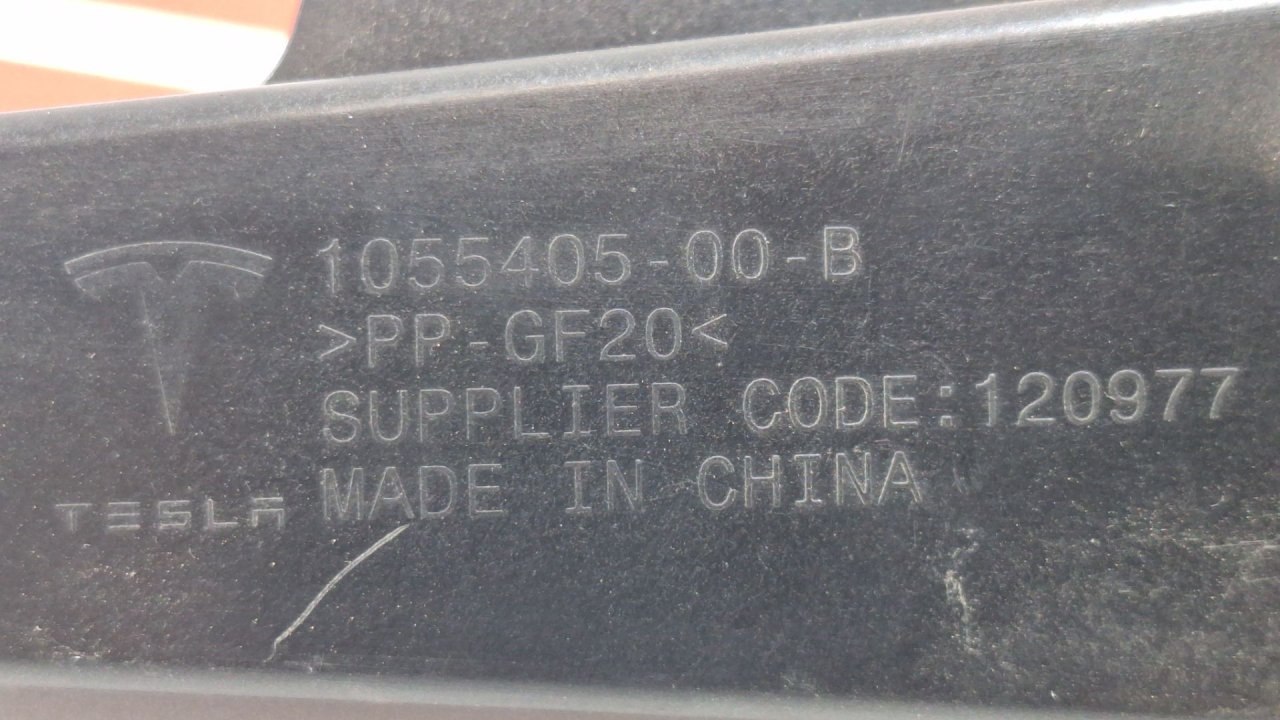 1055405-00-B
>PP-GF20<
SUPPLIER CODE:120977
MADE IN CHINA
TESLA